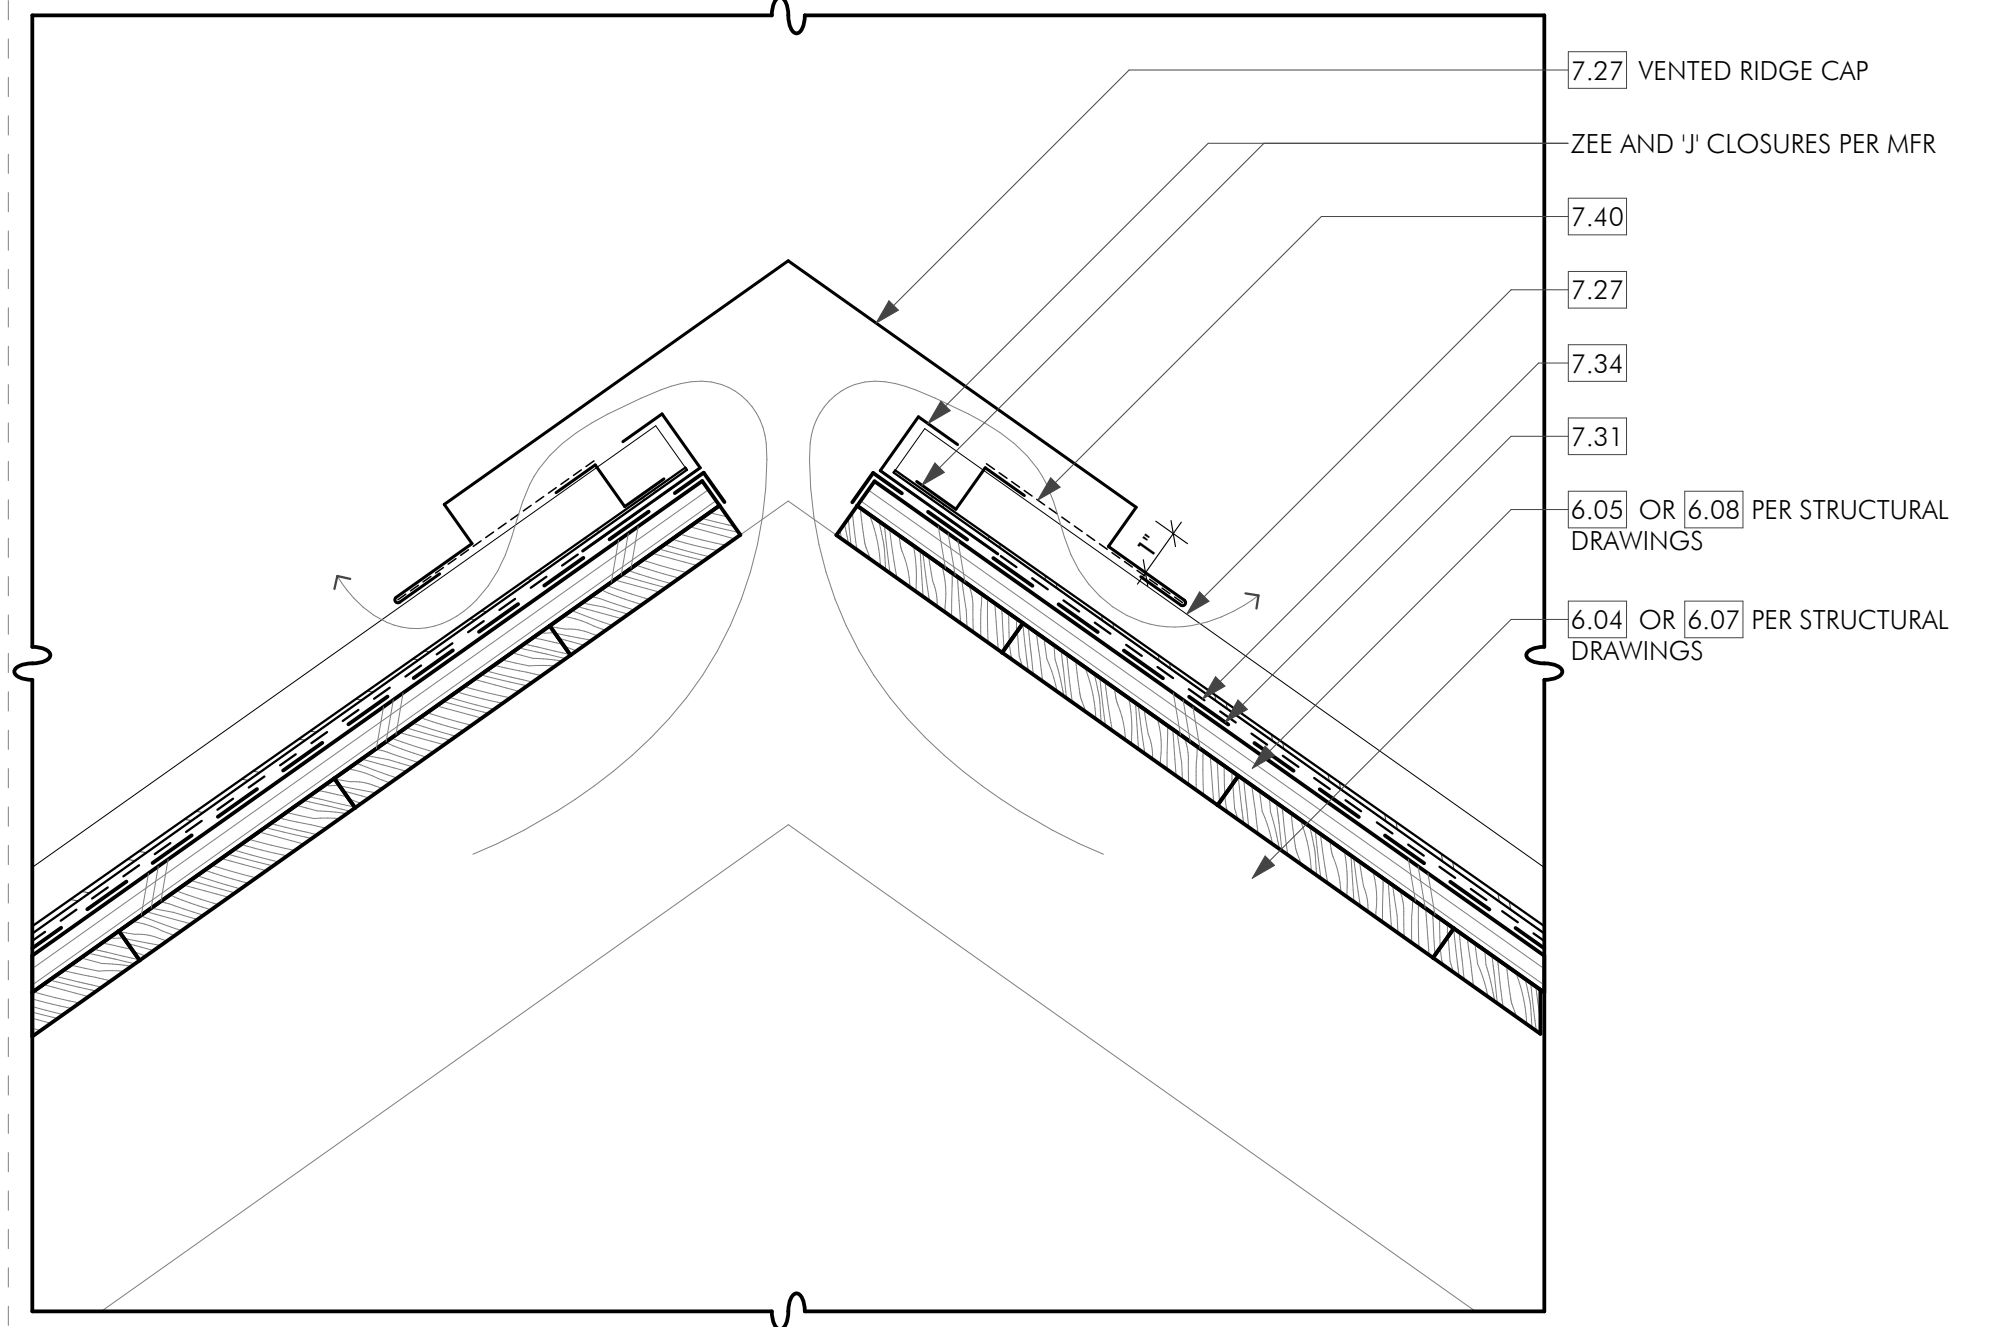 7.27 VENTED RIDGE CAP
ZEE AND 'J' CLOSURES PER MFR
7.40
7.27
7.34
7.31
6.05 OR 6.08 PER STRUCTURAL
DRAWINGS
1"
6.04 OR 6.07 PER STRUCTURAL
DRAWINGS